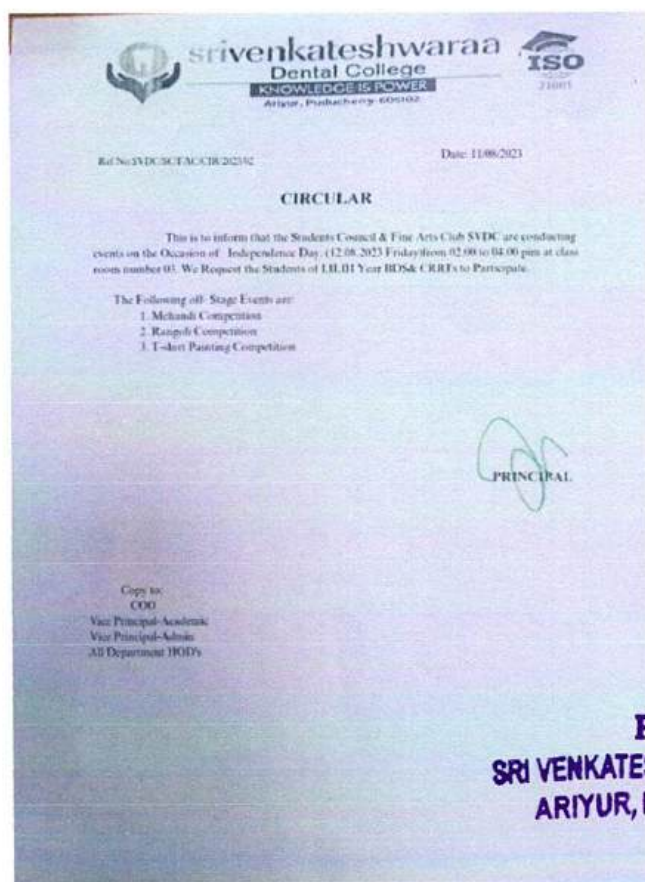 srivenkateshwaraa
Dental College
KNOWLEDGE IS POWER
Ariyur, Puducherry-605102
ISO
21001
Date: 11/08/2023
CIRCULAR
This is to inform that the Students Council & Fine Arts Club SVDC are conducting
events on the Occasion of Independence Day, (12.08.2023 Friday)from 02:00 to 04:00 pm at class
room number 03. We Request the Students of I,II,III Year BDS& CRRI's to Participate.
The Following off- Stage Events are:
1. Mehandi Competition
2. Rangoli Competition
3. T-shirt Painting Competition
PRINCIPAL
Copy to:
COO
Vice Principal-Academic
Vice Principal-Admin
All Department HOD's
SRI VENKATES
ARIYUR,